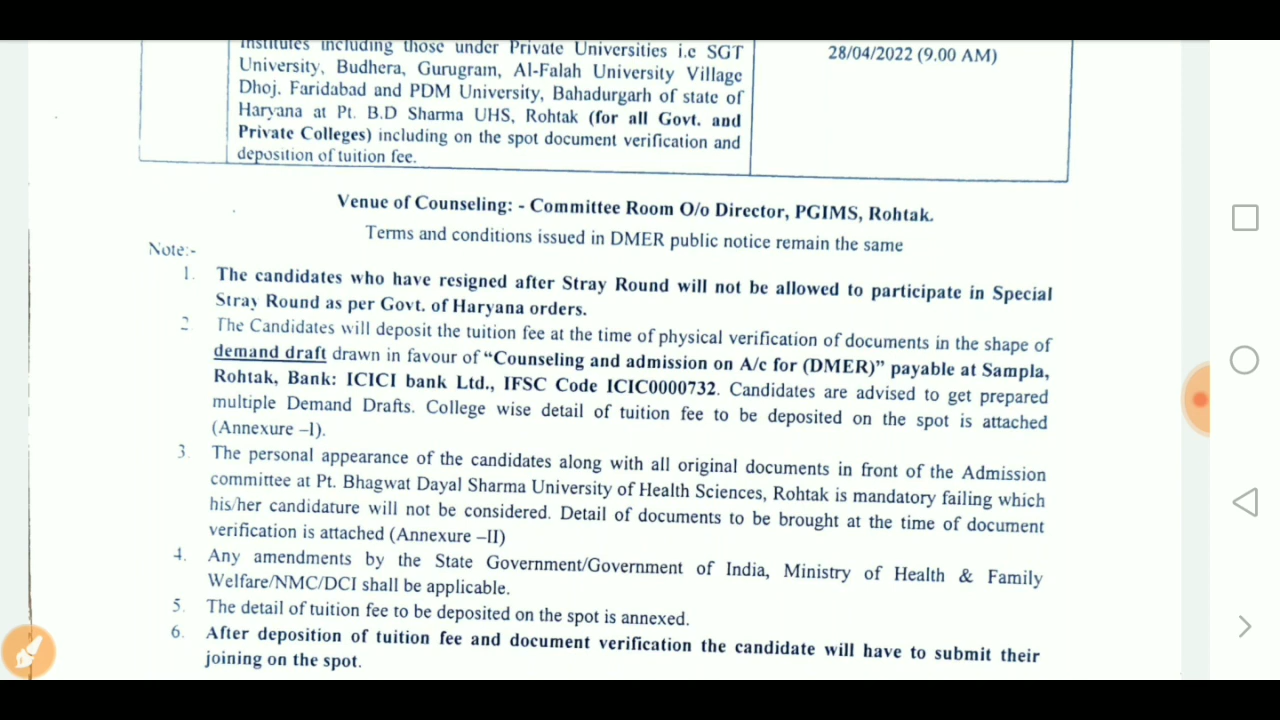 Institutes including those under Private Universities i.e SGT
University, Budhera, Gurugram, Al-Falah University Village
Dhoj. Faridabad and PDM University, Bahadurgarh of state of
Haryana at Pt. B.D Sharma UHS, Rohtak (for all Govt. and
Private Colleges) including on the spot document verification and
deposition of tuition fee.
28/04/2022 (9.00 AM)
Venue of Counseling: - Committee Room O/o Director, PGIMS, Rohtak.
Terms and conditions issued in DMER public notice remain the same
Note:-
1. The candidates who have resigned after Stray Round will not be allowed to participate in Special
Stray Round as per Govt. of Haryana orders.
2 The Candidates will deposit the tuition fee at the time of physical verification of documents in the shape of
demand draft drawn in favour of “Counseling and admission on A/c for (DMER)” payable at Sampla,
Rohtak, Bank: ICICI bank Ltd., IFSC Code ICIC0000732. Candidates are advised to get prepared
multiple Demand Drafts. College wise detail of tuition fee to be deposited on the spot is attached
(Annexure –I).
3. The personal appearance of the candidates along with all original documents in front of the Admission
committee at Pt. Bhagwat Dayal Sharma University of Health Sciences, Rohtak is mandatory failing which
his/her candidature will not be considered. Detail of documents to be brought at the time of document
verification is attached (Annexure –II)
4. Any amendments by the State Government/Government of India, Ministry of Health & Family
Welfare/NMC/DCI shall be applicable.
5. The detail of tuition fee to be deposited on the spot is annexed.
6. After deposition of tuition fee and document verification the candidate will have to submit their
joining on the spot.